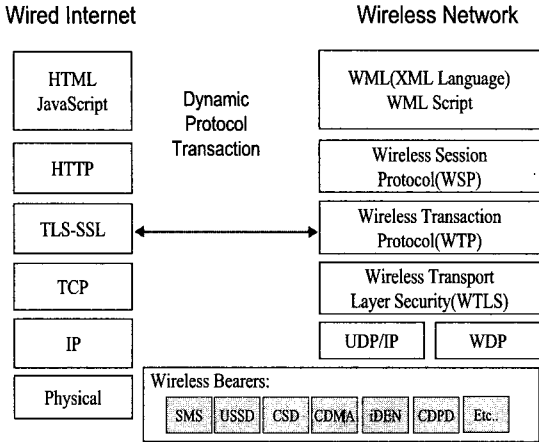 Wired Internet
Wireless Network
HTML
JavaScript
Dynamic
Protocol
Transaction
WML(XML Language)
WML Script
HTTP
Wireless Session
Protocol(WSP)
TLS-SSL
Wireless Transaction
Protocol(WTP)
TCP
Wireless Transport
Layer Security(WTLS)
IP
UDP/IP
WDP
Physical
Wireless Bearers:
SMS
USSD
CSD
CDMA
iDEN
CDPD
Etc..